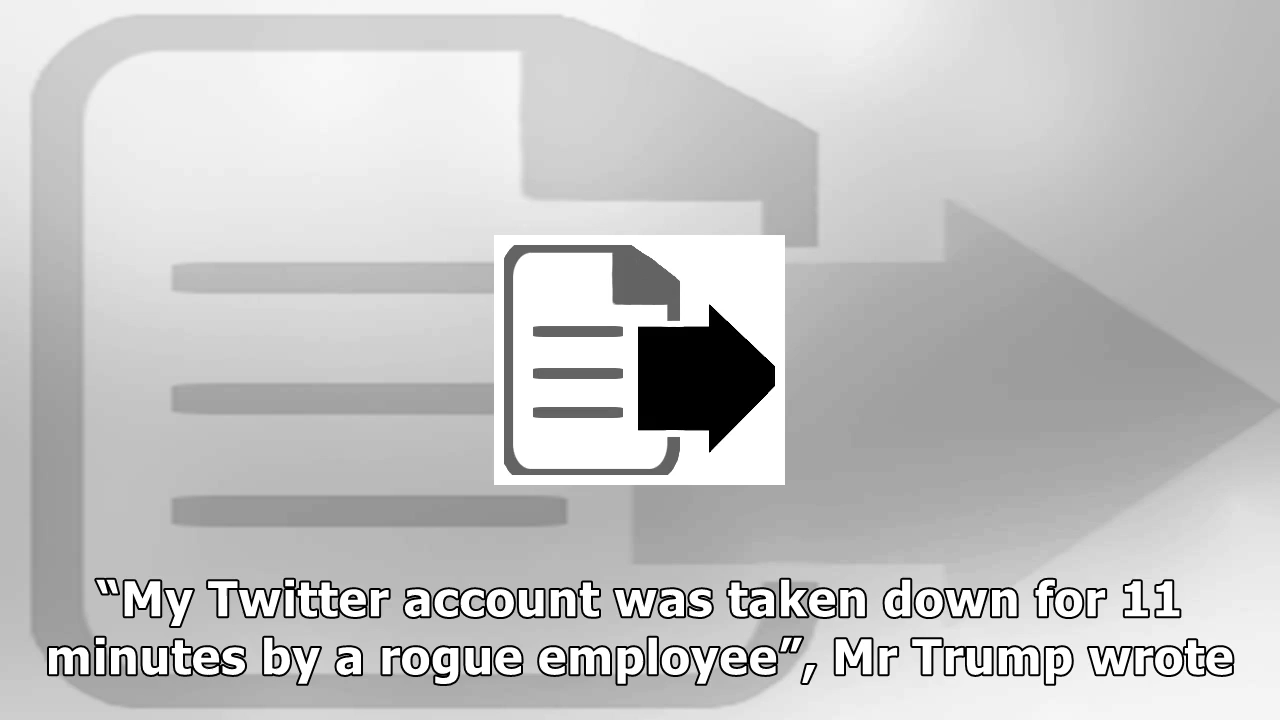 “My Twitter account was taken down for 11
minutes by a rogue employee”, Mr Trump wrote